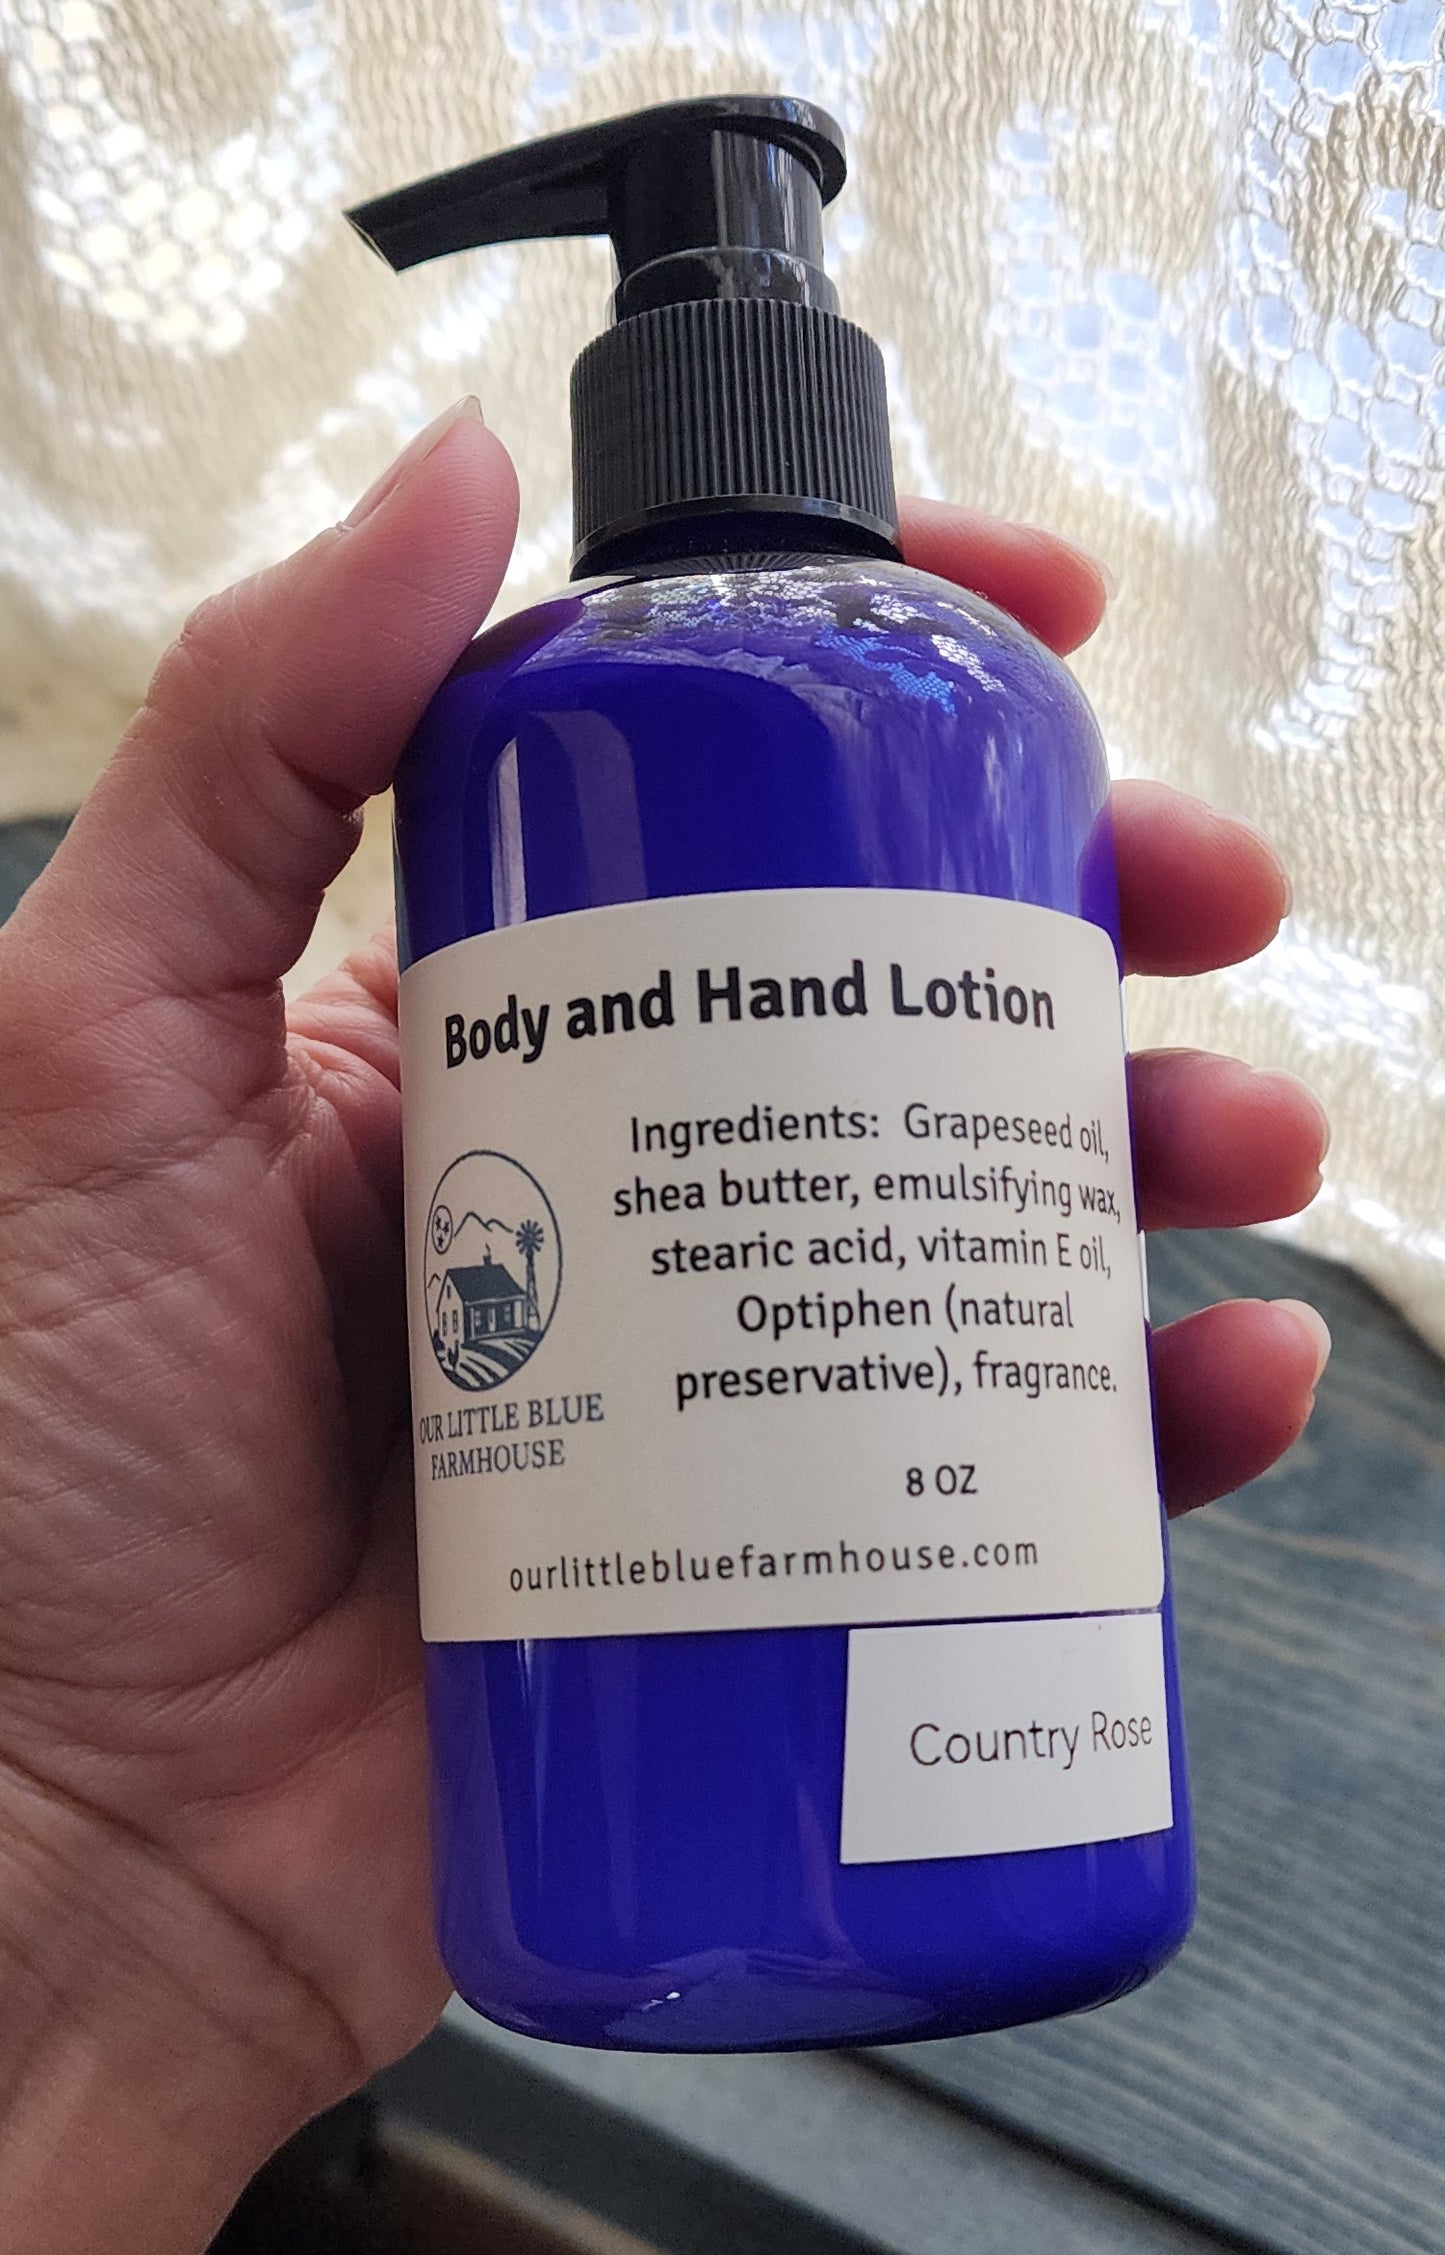 Body and Hand Lotion
Ingredients: Grapeseed oil,
shea butter, emulsifying wax,
stearic acid, vitamin E oil,
Optiphen (natural
preservative), fragrance.
OUR LITTLE BLUE
FARMHOUSE
8 OZ
ourlittlebluefarmhouse.com
Country Rose